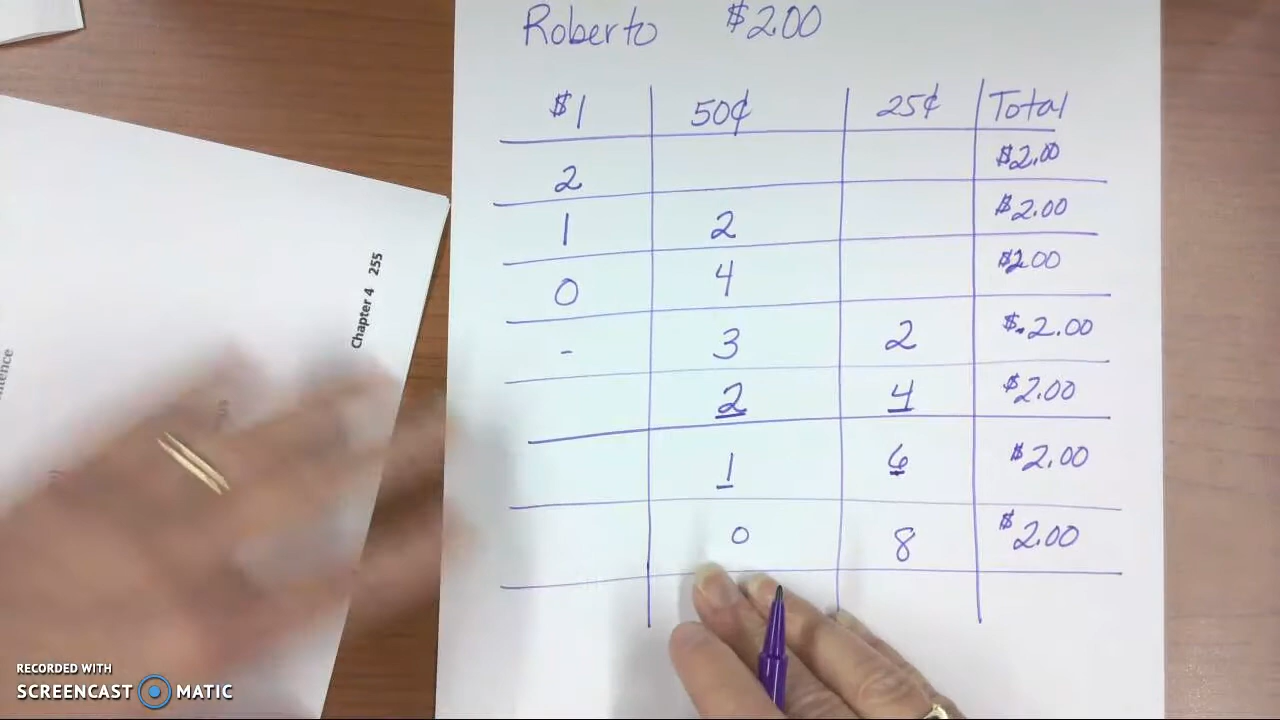 Roberto $2.00
$1 50¢ 25¢ Total
2 $2.00
1 2 $2.00
0 4 $2.00
- 3 2 $.2.00
2 4 $2.00
1 6 $2.00
0 8 $2.00
Chapter 4 255
RECORDED WITH
SCREENCAST MATIC